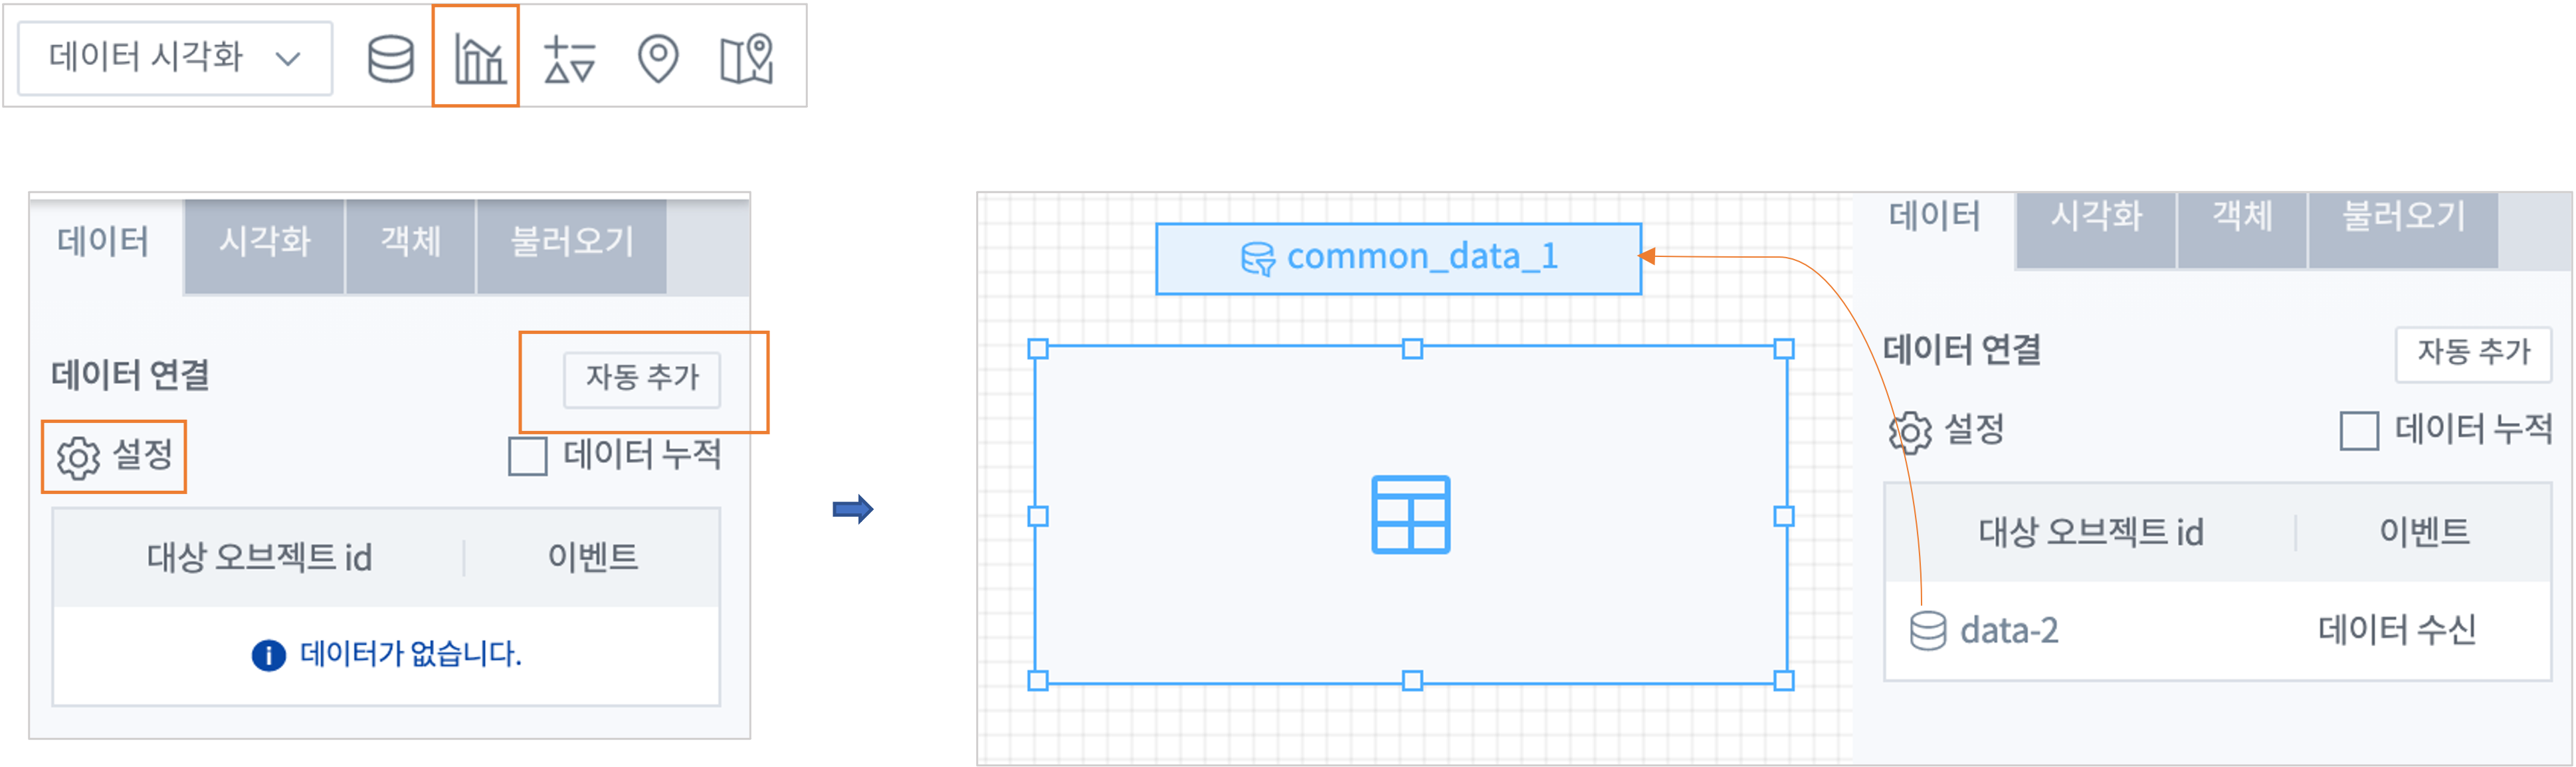 데이터 시각화
데이터 시각화 객체 불러오기
데이터 연결 자동 추가
설정 데이터 누적
대상 오브젝트 id 이벤트
데이터가 없습니다.
common_data_1
데이터 시각화 객체 불러오기
데이터 연결 자동 추가
설정 데이터 누적
대상 오브젝트 id 이벤트
data-2 데이터 수신